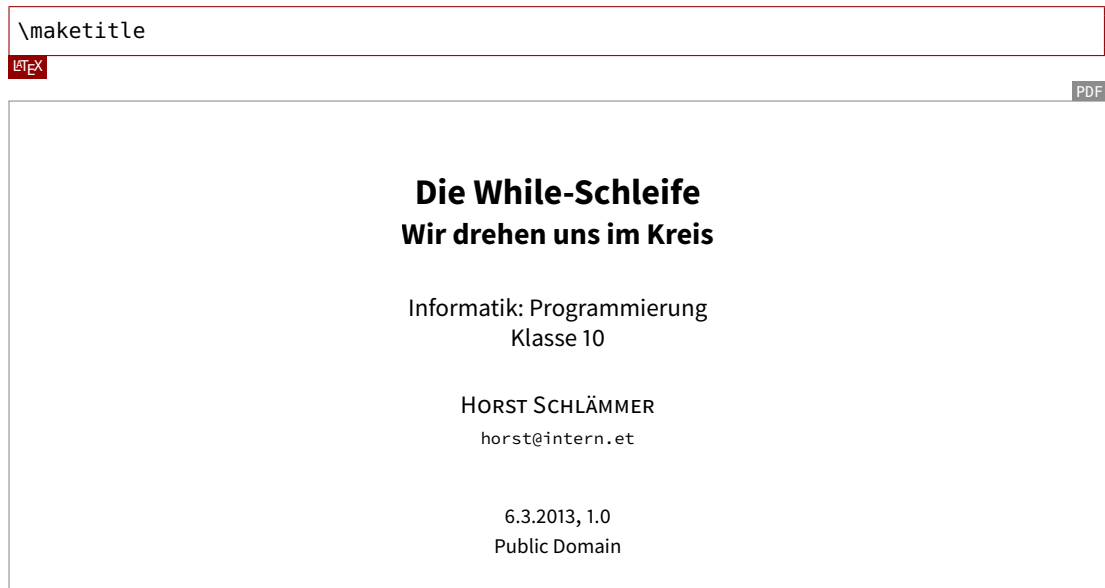 \maketitle
LATEX
PDF
Die While-Schleife
Wir drehen uns im Kreis
Informatik: Programmierung
Klasse 10
HORST SCHLÄMMER
horst@intern.et
6.3.2013, 1.0
Public Domain